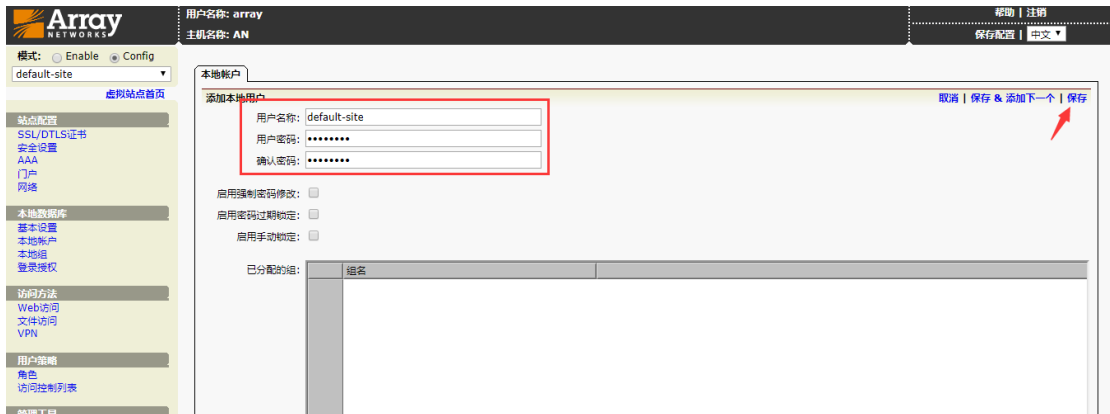 Array
NETWORKS
用户名称: array
主机名称: AN
帮助 | 注销
保存配置 | 中文
模式: Enable Config
default-site
虚拟站点首页
站点配置
SSL/DTLS证书
安全设置
AAA
门户
网络
本地数据库
基本设置
本地帐户
本地组
登录授权
访问方法
Web访问
文件访问
VPN
用户策略
角色
访问控制列表
管理工具
本地帐户
添加本地用户
取消 | 保存 & 添加下一个 | 保存
用户名称: default-site
用户密码: ••••••••
确认密码: ••••••••
启用强制密码修改:
启用密码过期锁定:
启用手动锁定:
已分配的组:
组名